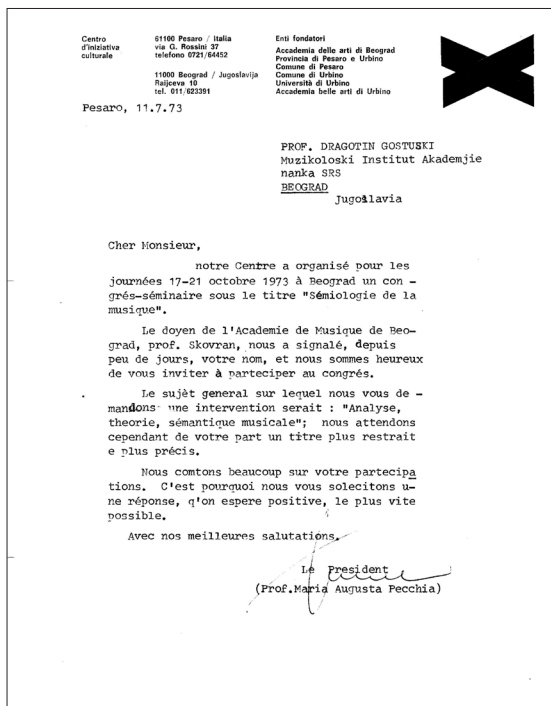 Centro
d'iniziativa
culturale
61100 Pesaro / Italia
via G. Rossini 37
telefono 0721/64452
11000 Beograd / Jugoslavija
Raijceva 10
tel. 011/623391
Enti fondatori
Accademia delle arti di Beograd
Provincia di Pesaro e Urbino
Comune di Pesaro
Comune di Urbino
Università di Urbino
Accademia belle arti di Urbino
Pesaro, 11.7.73
PROF. DRAGOTIN GOSTUSKI
Muzikoloski Institut Akademjie
nanka SRS
BEOGRAD
Jugoslavia
Cher Monsieur,
notre Centre a organisé pour les
journées 17-21 octobre 1973 à Beograd un con -
grés-séminaire sous le titre "Sémiologie de la
musique".
Le doyen de l'Academie de Musique de Beo-
grad, prof. Skovran, nous a signalé, depuis
peu de jours, votre nom, et nous sommes heureux
de vous inviter à parteciper au congrés.
Le sujèt general sur lequel nous vous de -
mandons une intervention serait : "Analyse,
theorie, sémantique musicale"; nous attendons
cependant de votre part un titre plus restrait
e plus précis.
Nous comtons beaucoup sur votre partecipa
tions. C'est pourquoi nous vous solecitons u-
ne réponse, q'on espere positive, le plus vite
possible.
Avec nos meilleures salutations.
Le President
(Prof.Maria Augusta Pecchia)